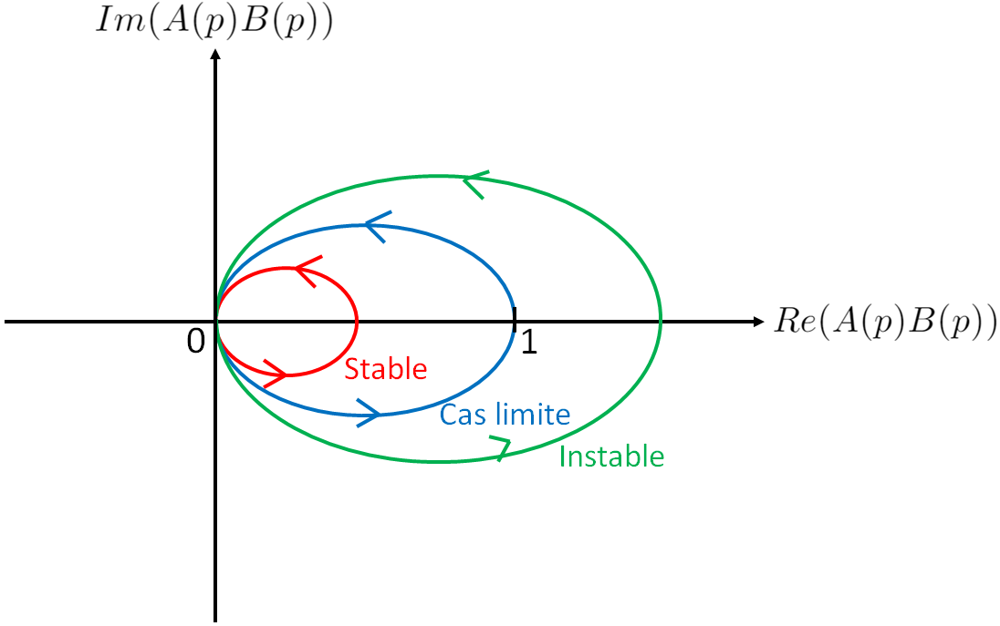 Im(A(p)B(p))
Re(A(p)B(p))
0
1
Stable
Cas limite
Instable